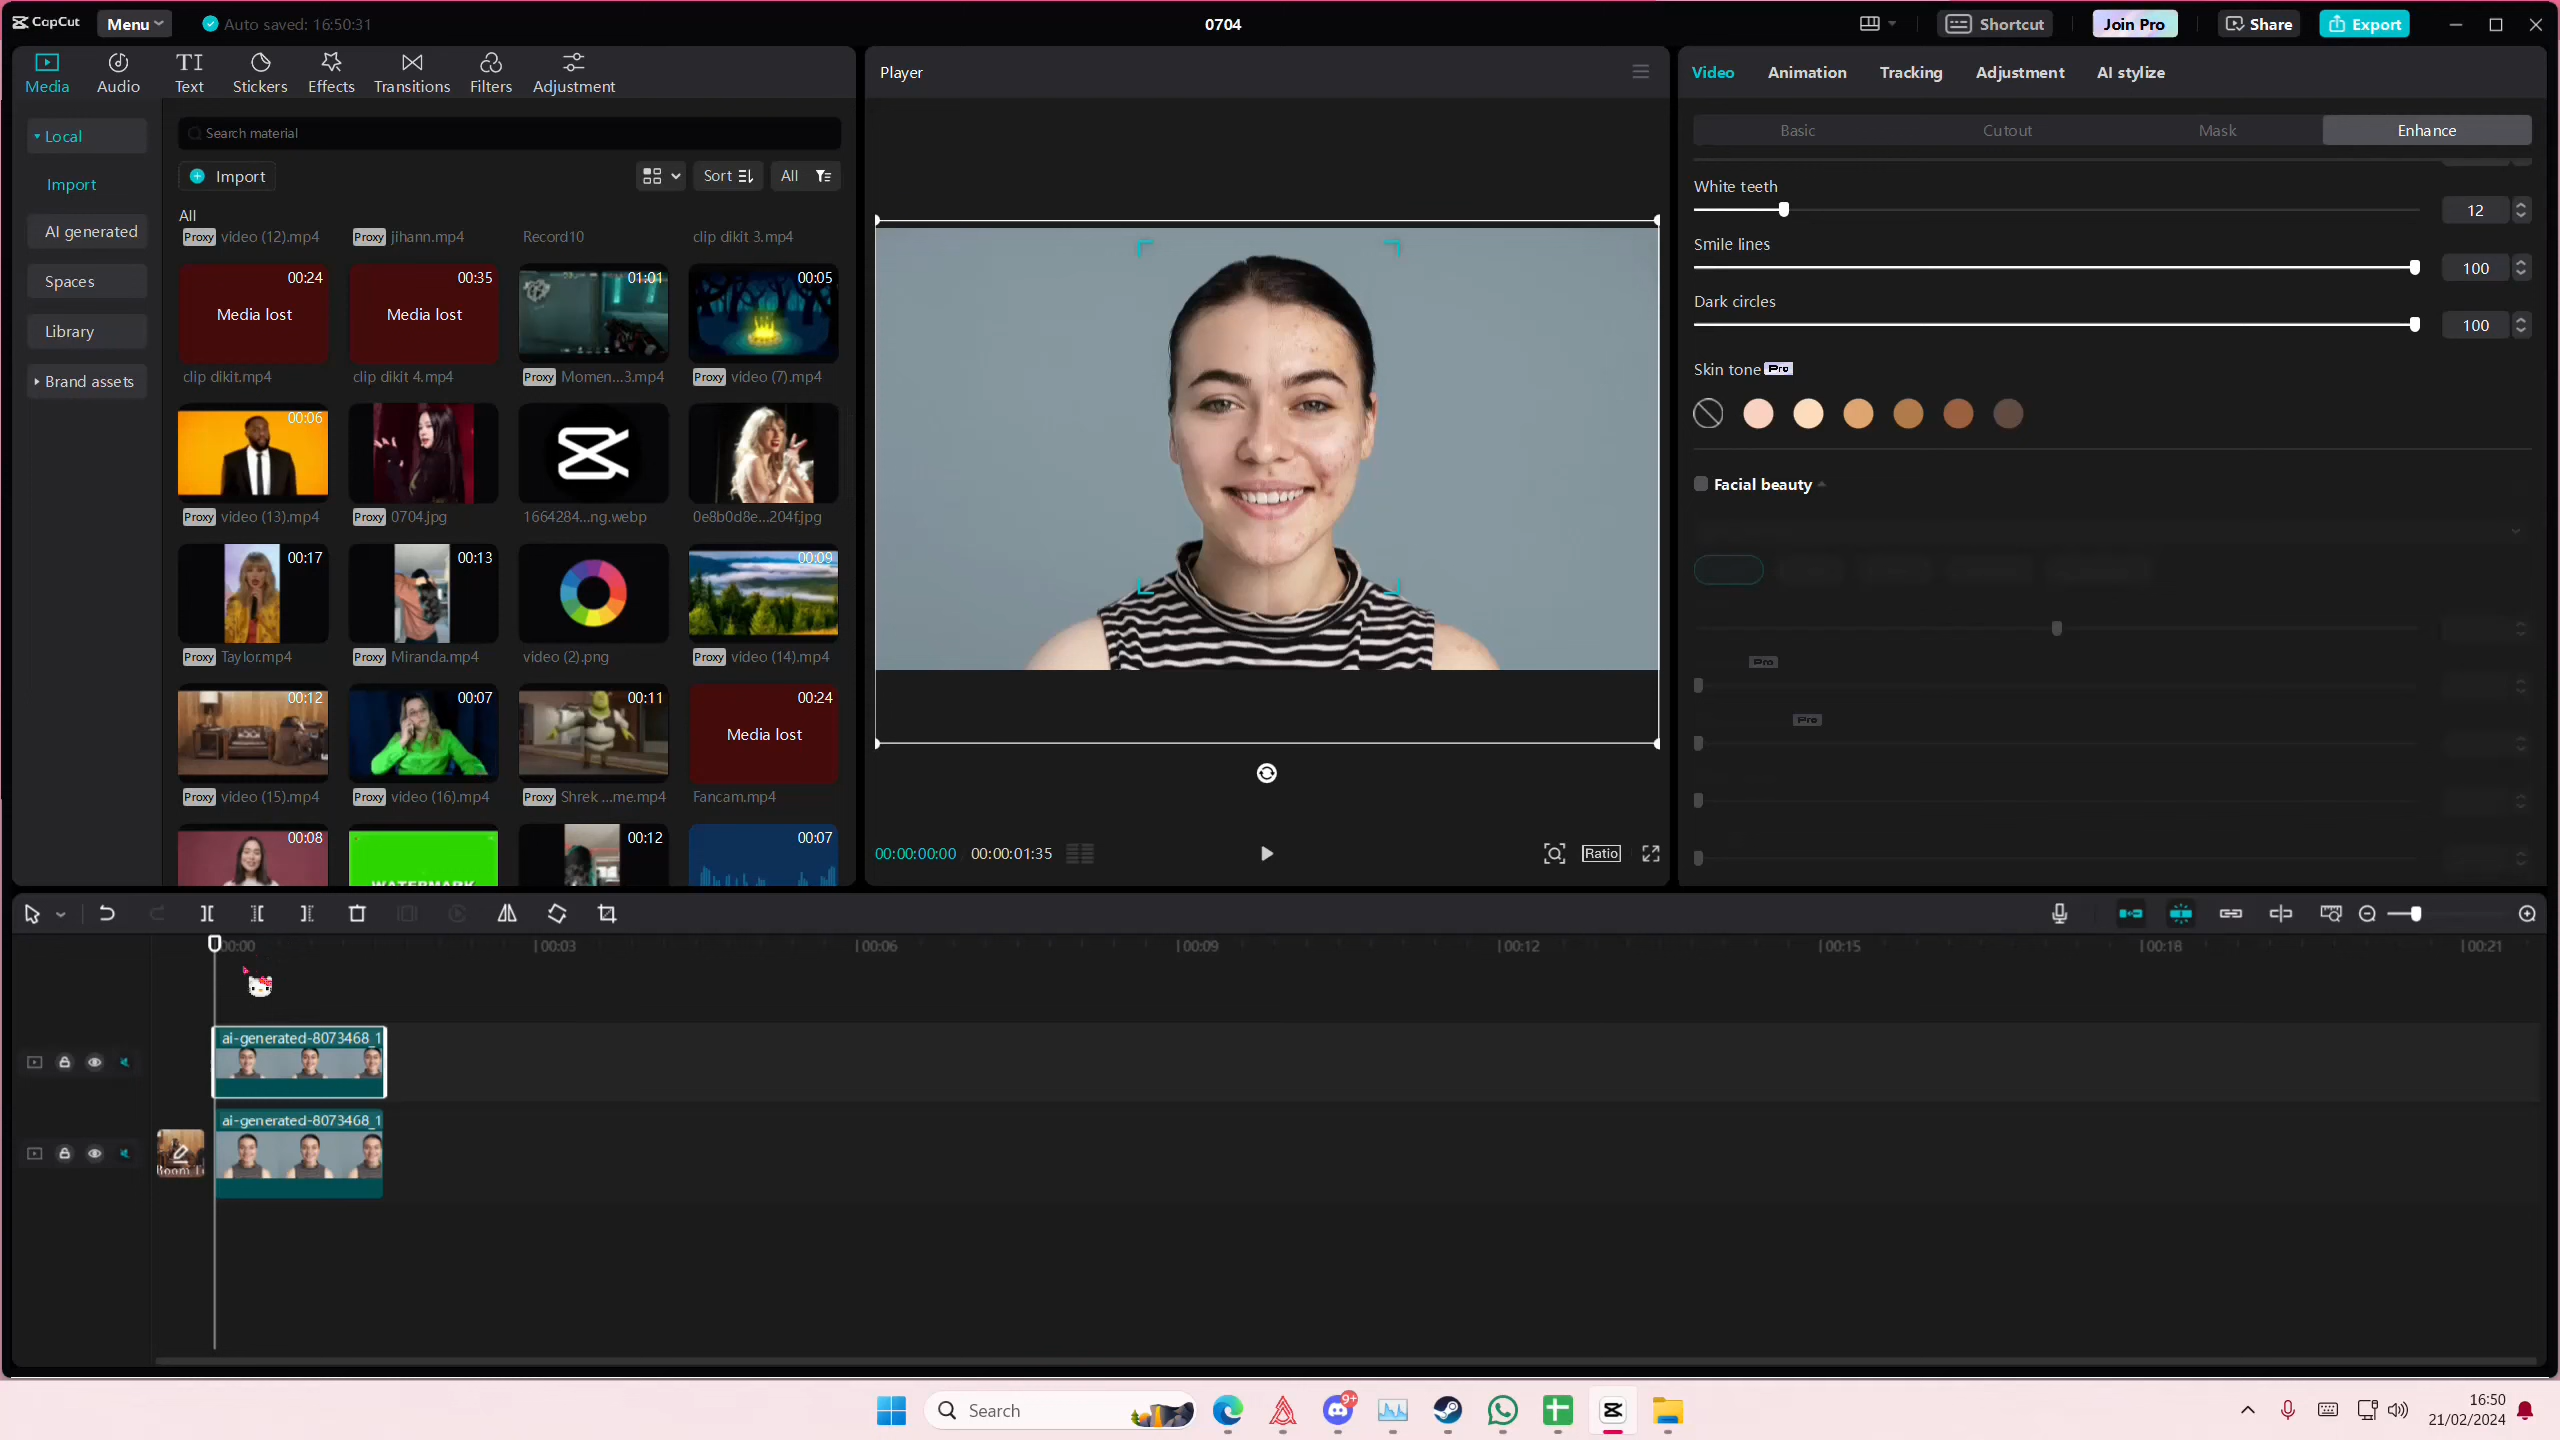 CapCut
Menu
Auto saved: 16:50:31
0704
Shortcut
Join Pro
Share
Export
Media
Audio
Text
Stickers
Effects
Transitions
Filters
Adjustment
Local
Import
AI generated
Spaces
Library
Brand assets
Search material
Import
Sort
All
All
Proxy video (12).mp4
Proxy jihann.mp4
Record10
clip dikit 3.mp4
00:24
Media lost
clip dikit.mp4
00:35
Media lost
clip dikit 4.mp4
01:01
Proxy Momen...3.mp4
00:05
Proxy video (7).mp4
00:06
Proxy video (13).mp4
Proxy 0704.jpg
1664284...ng.webp
0e8b0d8e...204f.jpg
00:17
Proxy Taylor.mp4
00:13
Proxy Miranda.mp4
video (2).png
00:09
Proxy video (14).mp4
00:12
Proxy video (15).mp4
00:07
Proxy video (16).mp4
00:11
Proxy Shrek ...me.mp4
00:24
Media lost
Fancam.mp4
00:08
WATERMARK
00:12
00:07
Player
00:00:00:00
00:00:01:35
Ratio
Video
Animation
Tracking
Adjustment
AI stylize
Basic
Cutout
Mask
Enhance
White teeth
12
Smile lines
100
Dark circles
100
Skin tone Pro
Facial beauty
Pro
Pro
00:00
00:03
00:06
00:09
00:12
00:15
00:18
00:21
ai-generated-8073468_1
ai-generated-8073468_1
Search
9+
16:50
21/02/2024